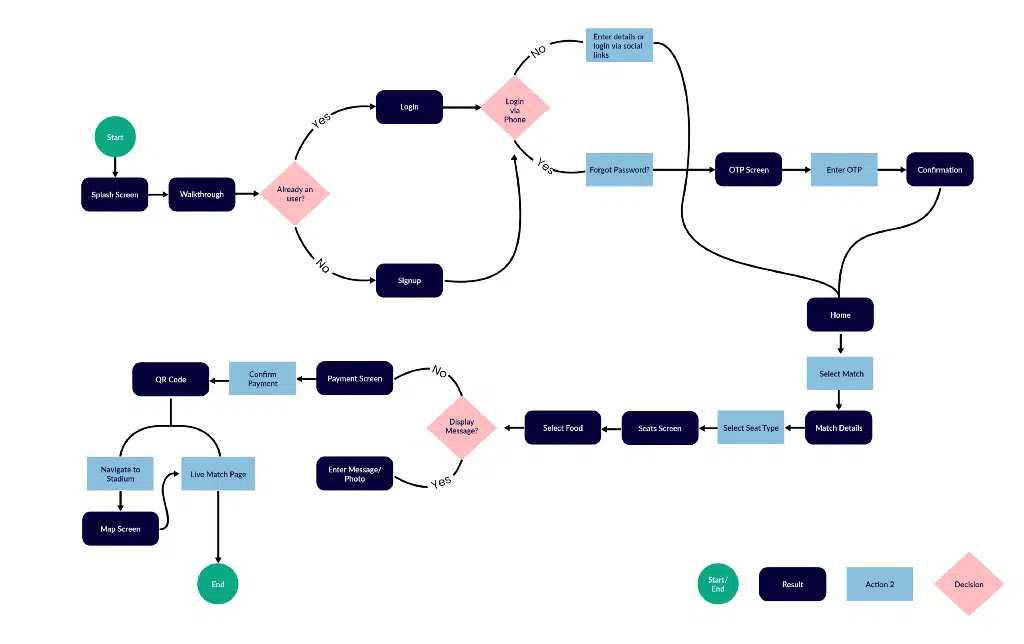 Enter details or
login via social
links
No
Login
Login
via
Phone
Yes
Start
Yes
Forgot Password?
OTP Screen
Enter OTP
Confirmation
Splash Screen
Walkthrough
Already an
user?
No
Signup
Home
Select Match
QR Code
Confirm
Payment
Payment Screen
No
Display
Message?
Select Food
Seats Screen
Select Seat Type
Match Details
Navigate to
Stadium
Live Match Page
Enter Message/
Photo
Yes
Map Screen
End
Start/
End
Result
Action 2
Decision